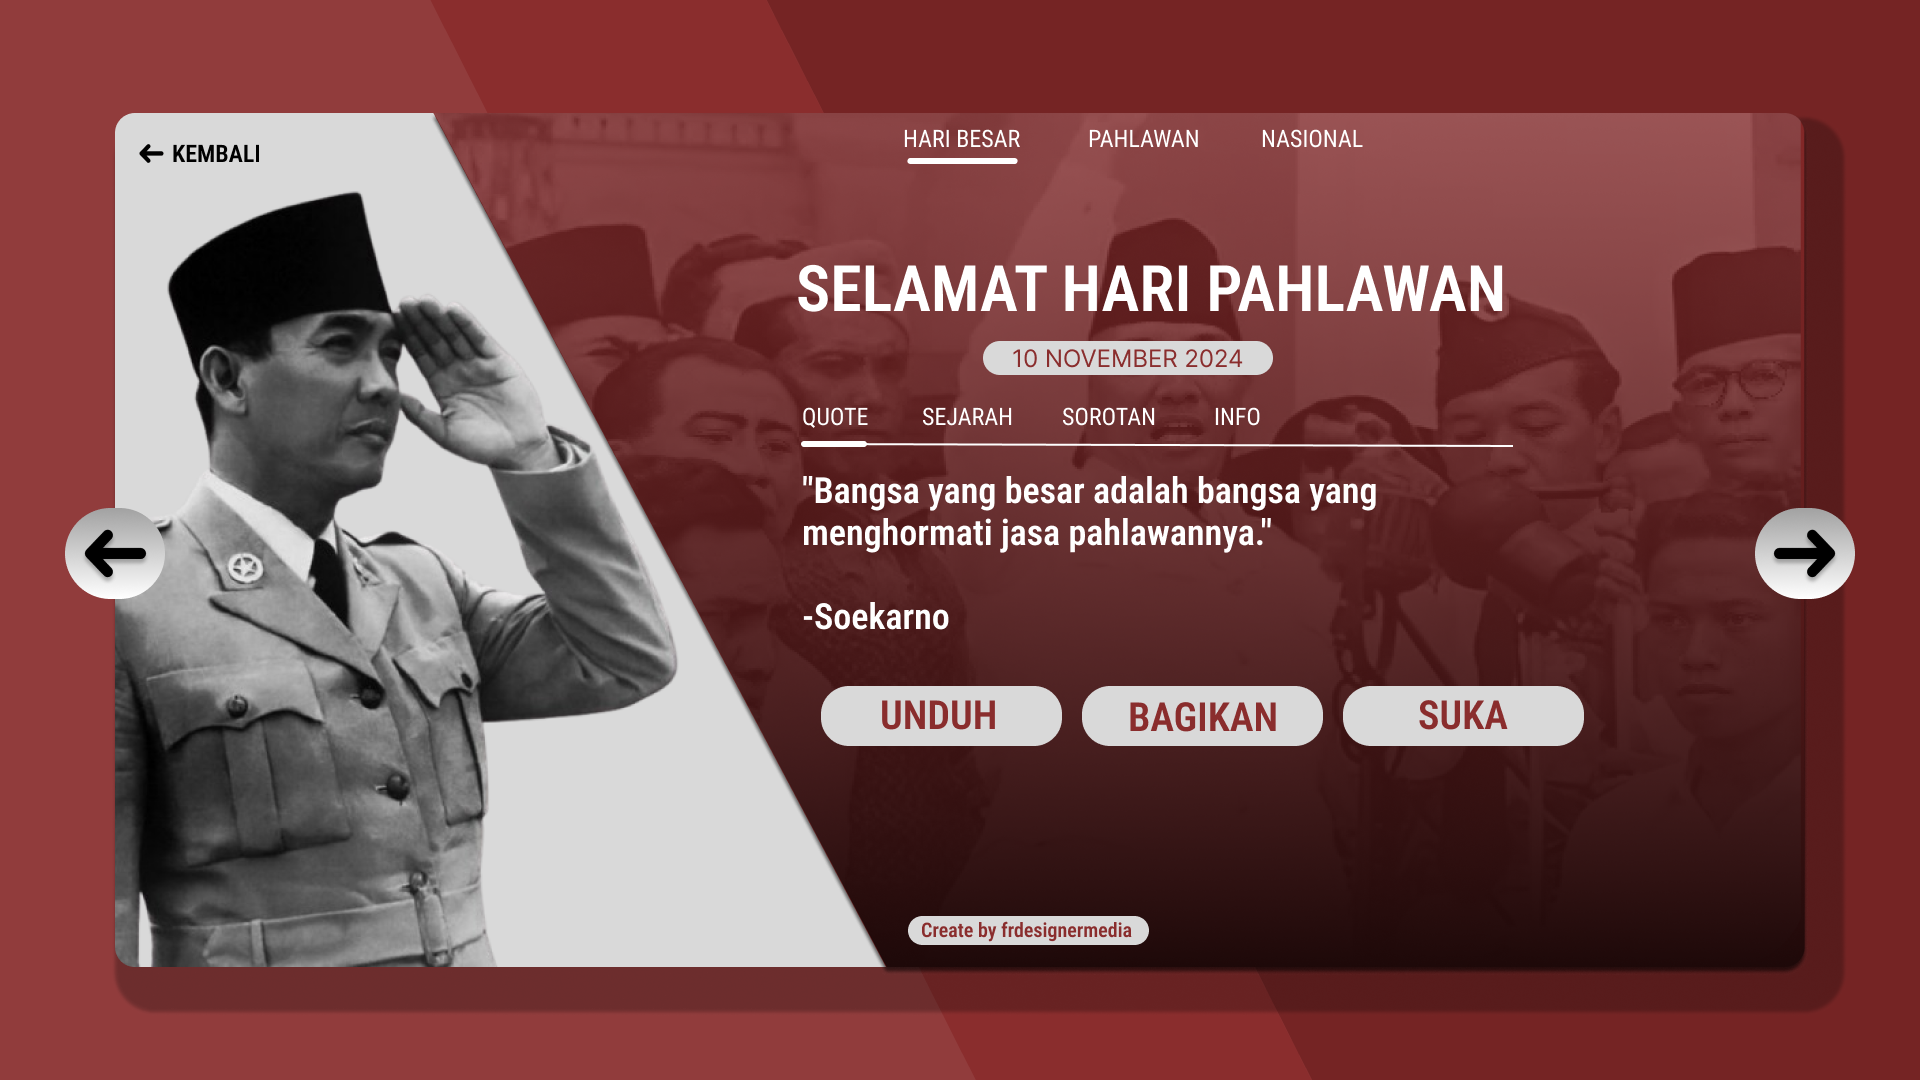 KEMBALI
HARI BESAR
PAHLAWAN
NASIONAL
SELAMAT HARI PAHLAWAN
10 NOVEMBER 2024
QUOTE
SEJARAH
SOROTAN
INFO
"Bangsa yang besar adalah bangsa yang
menghormati jasa pahlawannya."
-Soekarno
UNDUH
BAGIKAN
SUKA
Create by frdesignermedia